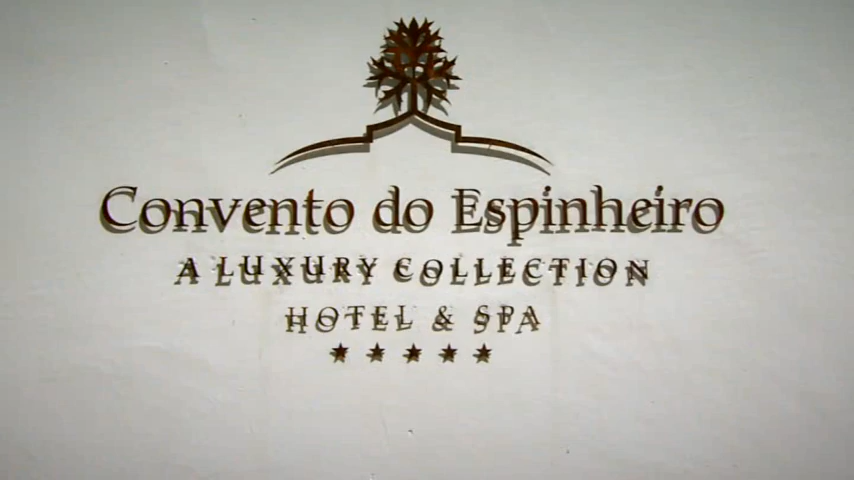 Convento do Espinheiro
A LUXURY COLLECTION
HOTEL & SPA
★★★★★